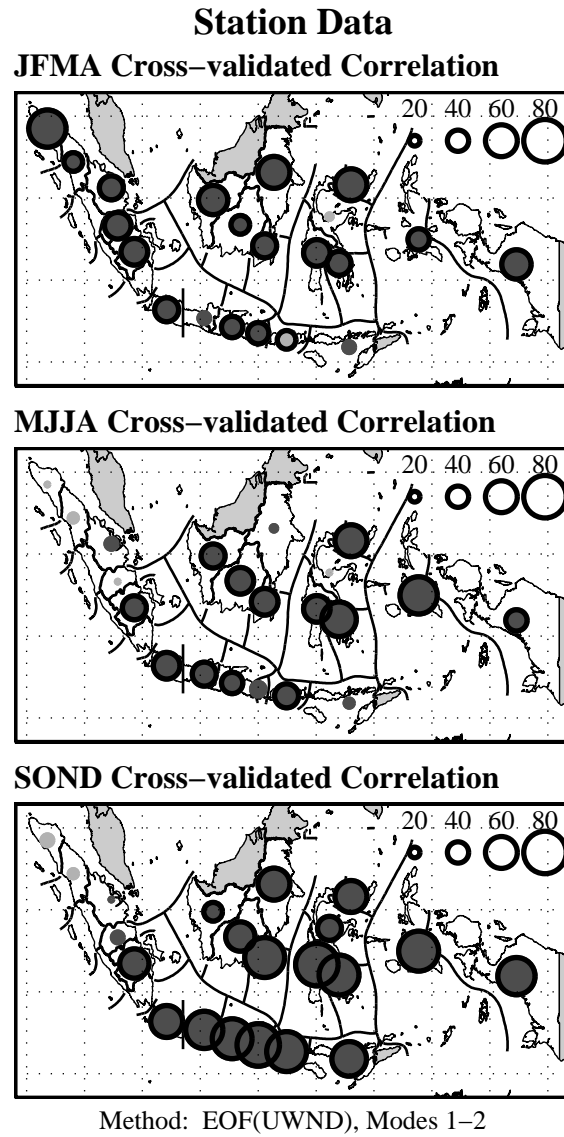 Station Data
JFMA Cross–validated Correlation
20 40 60 80
MJJA Cross–validated Correlation
20 40 60 80
SOND Cross–validated Correlation
20 40 60 80
Method: EOF(UWND), Modes 1–2